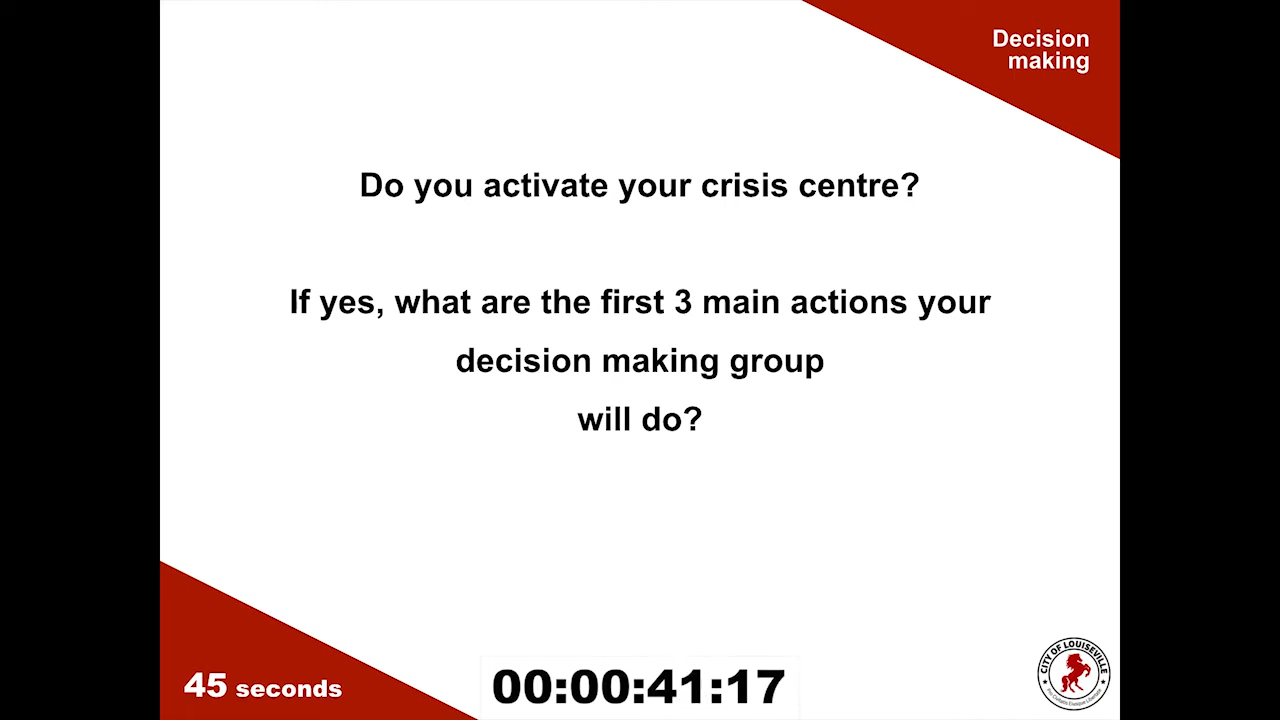 Decision
making
Do you activate your crisis centre?
If yes, what are the first 3 main actions your
decision making group
will do?
45 seconds
00:00:41:17
CITY OF LOUISEVILLE